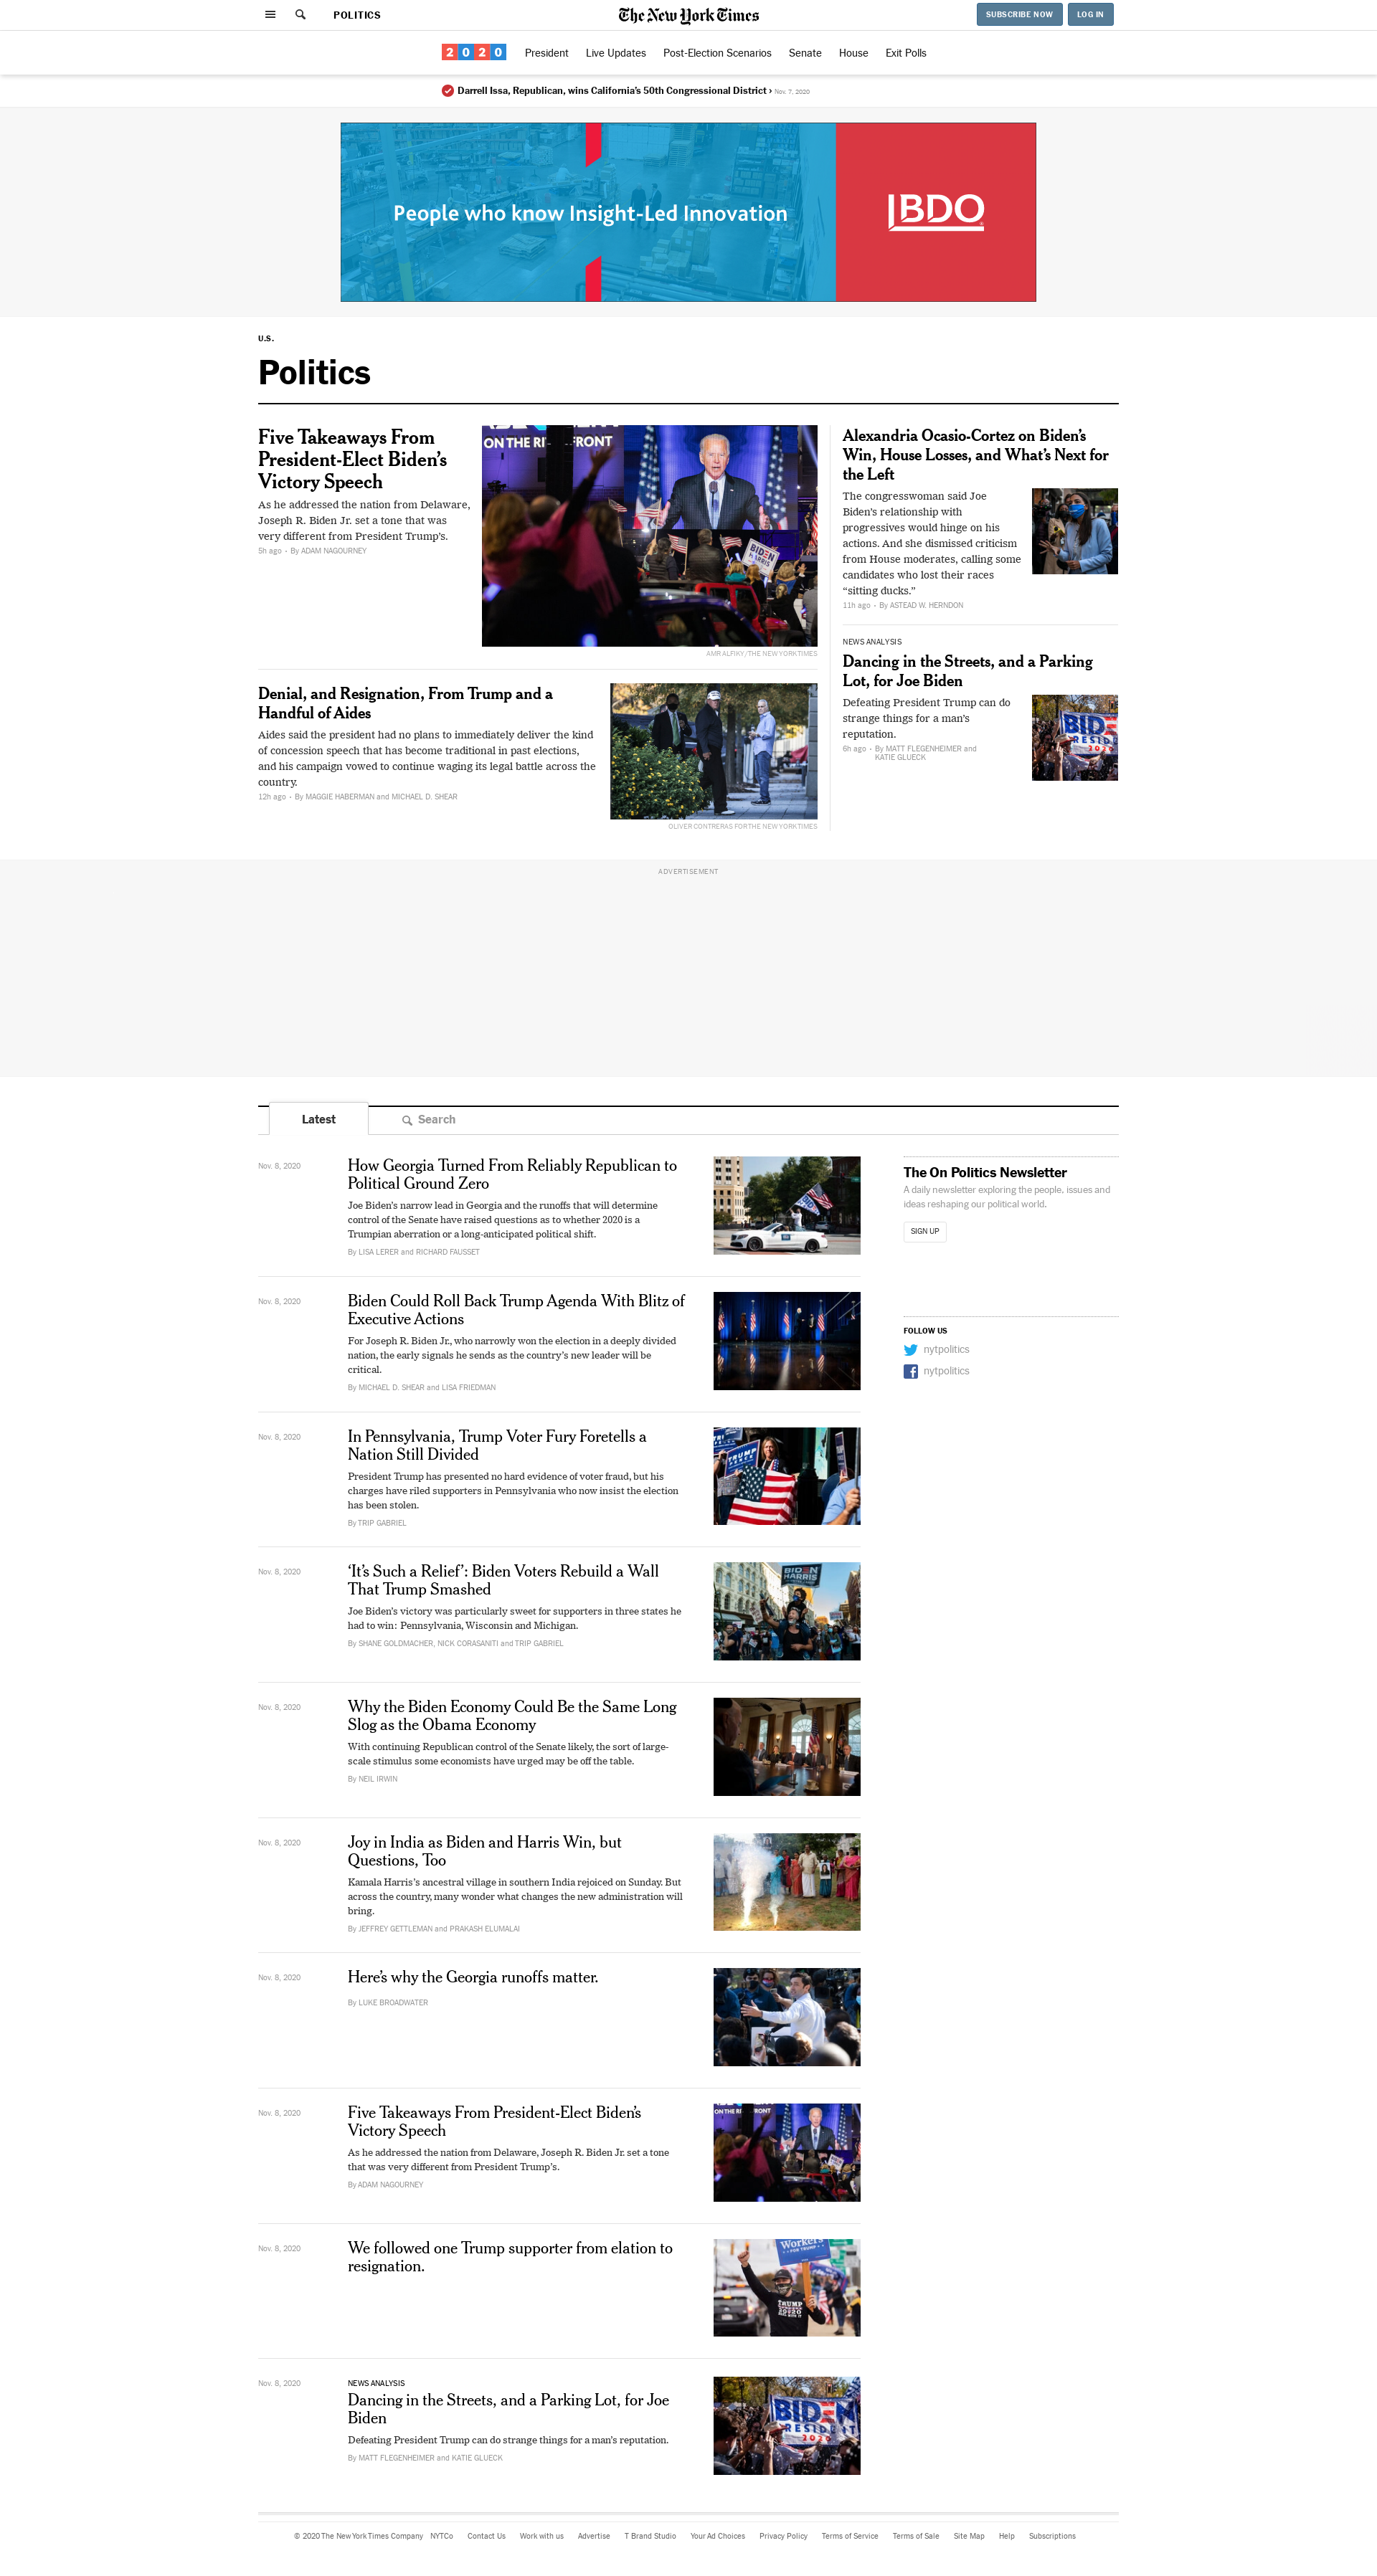 POLITICS
The New York Times
SUBSCRIBE NOW
LOG IN
2020
President
Live Updates
Post-Election Scenarios
Senate
House
Exit Polls
Darrell Issa, Republican, wins California’s 50th Congressional District › Nov. 7, 2020
People who know Insight-Led Innovation
BDO
U.S.
Politics
Five Takeaways From
President-Elect Biden’s
Victory Speech
As he addressed the nation from Delaware,
Joseph R. Biden Jr. set a tone that was
very different from President Trump’s.
5h ago • By ADAM NAGOURNEY
ON THE RIVERFRONT
BIDEN
AMR ALFIKY/THE NEW YORK TIMES
Denial, and Resignation, From Trump and a
Handful of Aides
Aides said the president had no plans to immediately deliver the kind
of concession speech that has become traditional in past elections,
and his campaign vowed to continue waging its legal battle across the
country.
12h ago • By MAGGIE HABERMAN and MICHAEL D. SHEAR
OLIVER CONTRERAS FOR THE NEW YORK TIMES
Alexandria Ocasio-Cortez on Biden’s
Win, House Losses, and What’s Next for
the Left
The congresswoman said Joe
Biden’s relationship with
progressives would hinge on his
actions. And she dismissed criticism
from House moderates, calling some
candidates who lost their races
“sitting ducks.”
11h ago • By ASTEAD W. HERNDON
NEWS ANALYSIS
Dancing in the Streets, and a Parking
Lot, for Joe Biden
Defeating President Trump can do
strange things for a man’s
reputation.
6h ago • By MATT FLEGENHEIMER and
KATIE GLUECK
BID
RESID
2020
ADVERTISEMENT
Latest
Search
Nov. 8, 2020
How Georgia Turned From Reliably Republican to
Political Ground Zero
Joe Biden’s narrow lead in Georgia and the runoffs that will determine
control of the Senate have raised questions as to whether 2020 is a
Trumpian aberration or a long-anticipated political shift.
By LISA LERER and RICHARD FAUSSET
The On Politics Newsletter
A daily newsletter exploring the people, issues and
ideas reshaping our political world.
SIGN UP
FOLLOW US
nytpolitics
nytpolitics
Nov. 8, 2020
Biden Could Roll Back Trump Agenda With Blitz of
Executive Actions
For Joseph R. Biden Jr., who narrowly won the election in a deeply divided
nation, the early signals he sends as the country’s new leader will be
critical.
By MICHAEL D. SHEAR and LISA FRIEDMAN
Nov. 8, 2020
In Pennsylvania, Trump Voter Fury Foretells a
Nation Still Divided
President Trump has presented no hard evidence of voter fraud, but his
charges have riled supporters in Pennsylvania who now insist the election
has been stolen.
By TRIP GABRIEL
TRUMP
Nov. 8, 2020
‘It’s Such a Relief’: Biden Voters Rebuild a Wall
That Trump Smashed
Joe Biden’s victory was particularly sweet for supporters in three states he
had to win: Pennsylvania, Wisconsin and Michigan.
By SHANE GOLDMACHER, NICK CORASANITI and TRIP GABRIEL
BIDEN
HARRIS
Nov. 8, 2020
Why the Biden Economy Could Be the Same Long
Slog as the Obama Economy
With continuing Republican control of the Senate likely, the sort of large-
scale stimulus some economists have urged may be off the table.
By NEIL IRWIN
Nov. 8, 2020
Joy in India as Biden and Harris Win, but
Questions, Too
Kamala Harris’s ancestral village in southern India rejoiced on Sunday. But
across the country, many wonder what changes the new administration will
bring.
By JEFFREY GETTLEMAN and PRAKASH ELUMALAI
Nov. 8, 2020
Here’s why the Georgia runoffs matter.
By LUKE BROADWATER
Nov. 8, 2020
Five Takeaways From President-Elect Biden’s
Victory Speech
As he addressed the nation from Delaware, Joseph R. Biden Jr. set a tone
that was very different from President Trump’s.
By ADAM NAGOURNEY
Nov. 8, 2020
We followed one Trump supporter from elation to
resignation.
Workers
FOR TRUMP
TRUMP
Nov. 8, 2020
NEWS ANALYSIS
Dancing in the Streets, and a Parking Lot, for Joe
Biden
Defeating President Trump can do strange things for a man’s reputation.
By MATT FLEGENHEIMER and KATIE GLUECK
BIDEN
PRESIDENT
2020
© 2020 The New York Times Company
NYTCo
Contact Us
Work with us
Advertise
T Brand Studio
Your Ad Choices
Privacy Policy
Terms of Service
Terms of Sale
Site Map
Help
Subscriptions